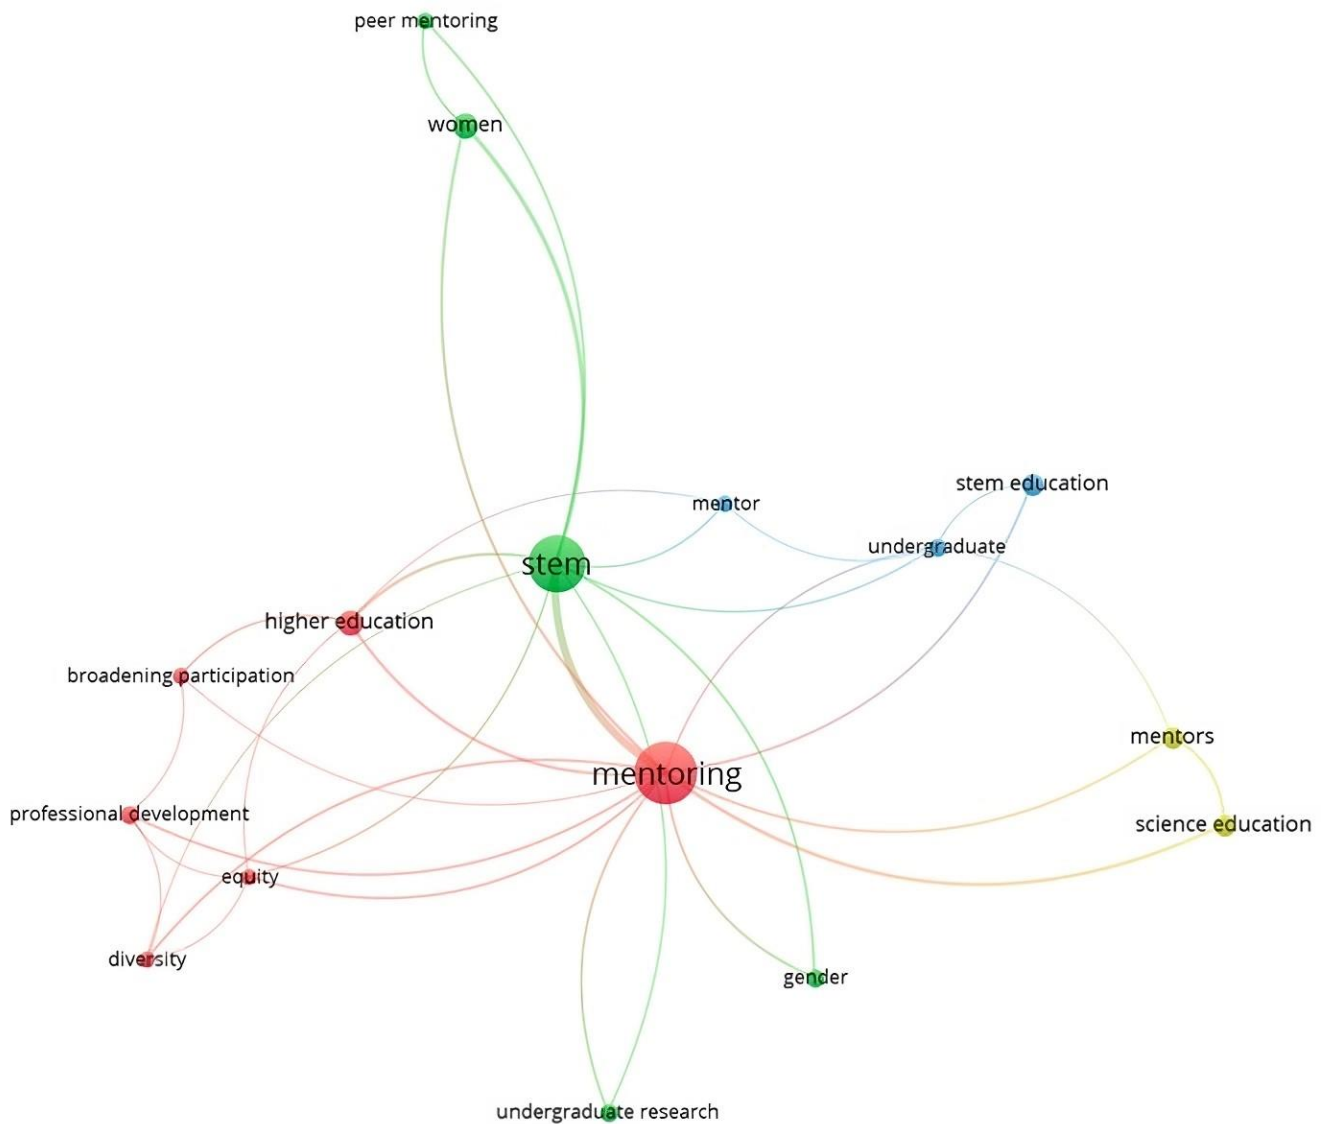 peer mentoring
women
stem education
mentor
undergraduate
stem
higher education
broadening participation
mentors
mentoring
professional development
science education
equity
diversity
gender
undergraduate research